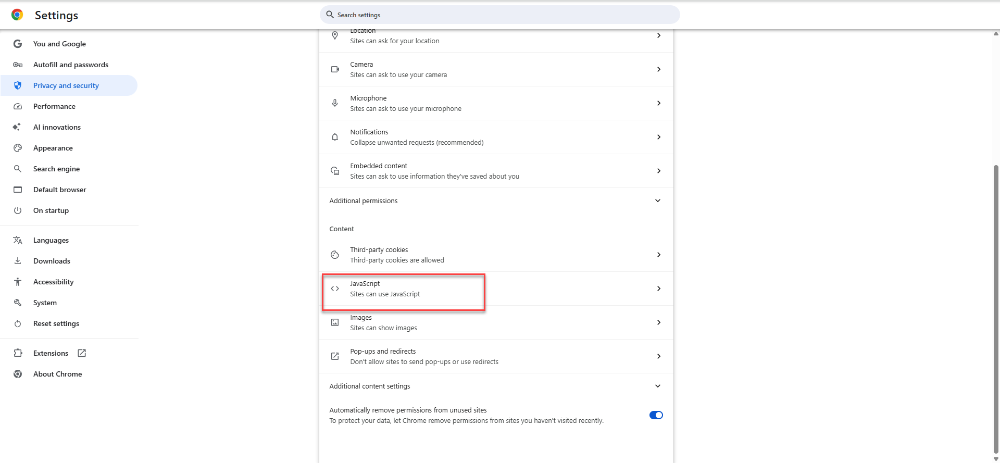 Settings
Search settings
You and Google
Autofill and passwords
Privacy and security
Performance
AI innovations
Appearance
Search engine
Default browser
On startup
Languages
Downloads
Accessibility
System
Reset settings
Extensions
About Chrome
Location
Sites can ask for your location
Camera
Sites can ask to use your camera
Microphone
Sites can ask to use your microphone
Notifications
Collapse unwanted requests (recommended)
Embedded content
Sites can ask to use information they've saved about you
Additional permissions
Content
Third-party cookies
Third-party cookies are allowed
JavaScript
Sites can use JavaScript
Images
Sites can show images
Pop-ups and redirects
Don't allow sites to send pop-ups or use redirects
Additional content settings
Automatically remove permissions from unused sites
To protect your data, let Chrome remove permissions from sites you haven't visited recently.